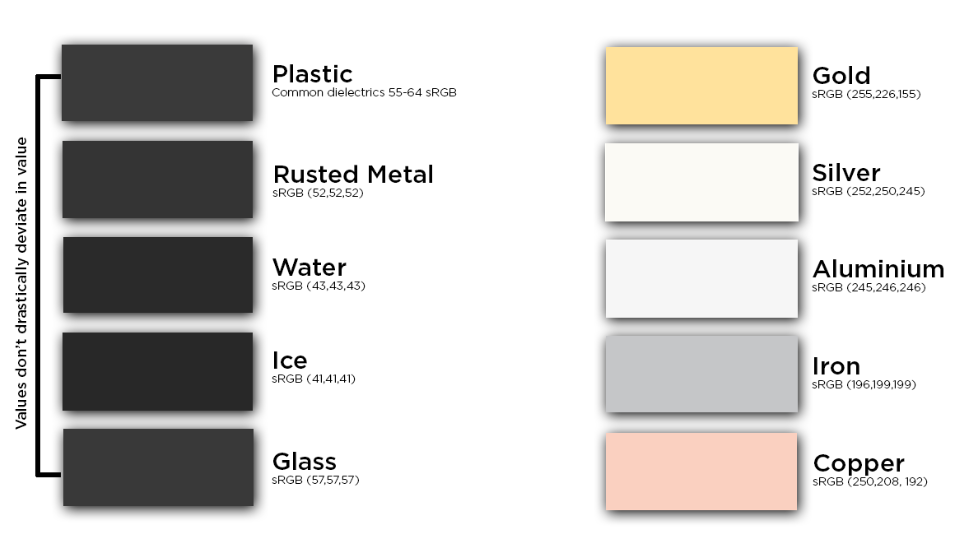 Values don't drastically deviate in value
Plastic
Common dielectrics 55-64 sRGB
Rusted Metal
sRGB (52,52,52)
Water
sRGB (43,43,43)
Ice
sRGB (41,41,41)
Glass
sRGB (57,57,57)
Gold
sRGB (255,226,155)
Silver
sRGB (252,250,245)
Aluminium
sRGB (245,246,246)
Iron
sRGB (196,199,199)
Copper
sRGB (250,208, 192)